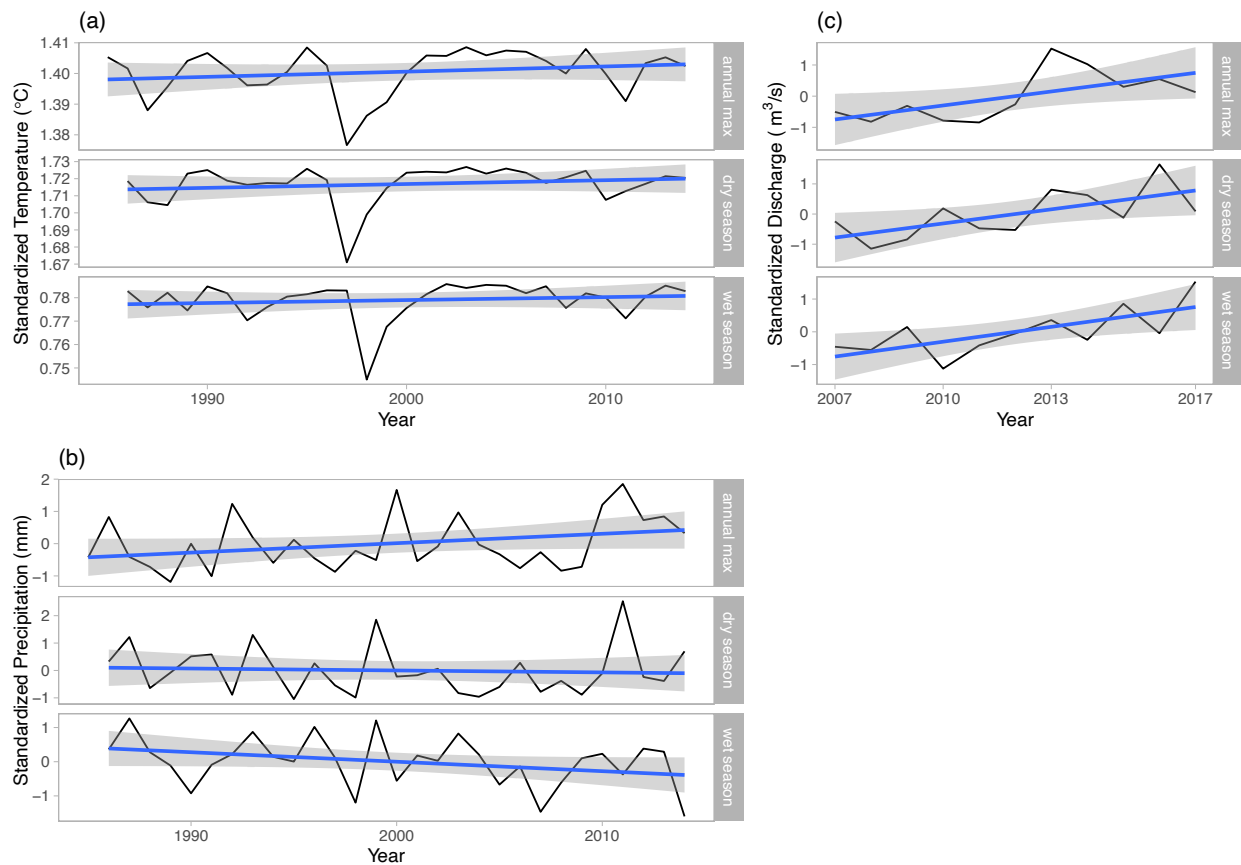 (a)
Standardized Temperature (°C)
1.41
1.40
1.39
1.38
annual max
1.73
1.72
1.71
1.70
1.69
1.68
1.67
dry season
0.78
0.77
0.76
0.75
wet season
1990 2000 2010
Year
(c)
Standardized Discharge ( m³/s)
1
0
−1
annual max
1
0
−1
dry season
1
0
−1
wet season
2007 2010 2013 2017
Year
(b)
Standardized Precipitation (mm)
2
1
0
−1
annual max
2
1
0
−1
dry season
1
0
−1
wet season
1990 2000 2010
Year